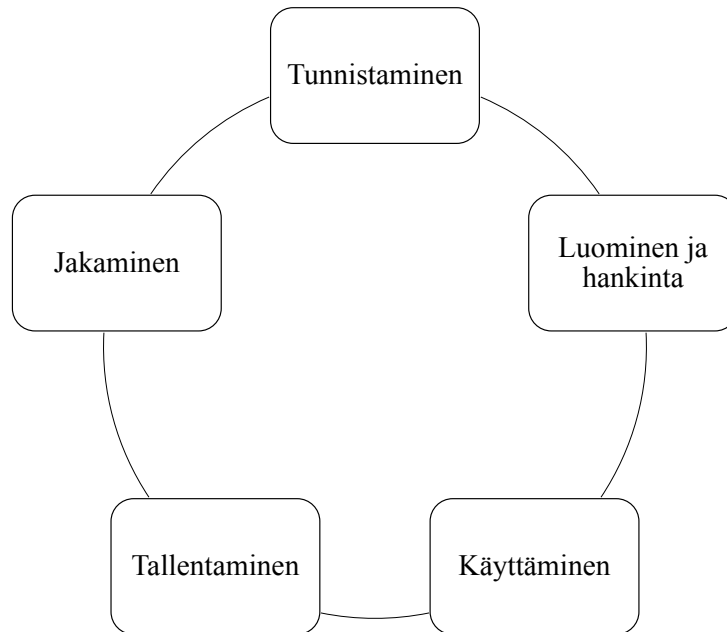 Tunnistaminen
Luominen ja
hankinta
Käyttäminen
Tallentaminen
Jakaminen